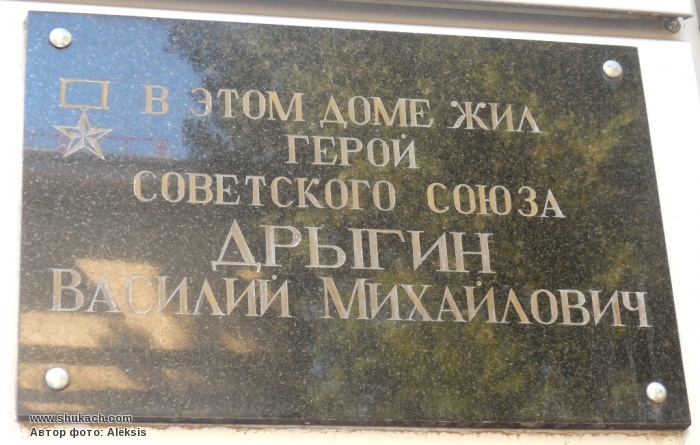 В ЭТОМ ДОМЕ ЖИЛ
ГЕРОЙ
СОВЕТСКОГО СОЮЗА
ДРЫГИН
ВАСИЛИЙ МИХАЙЛОВИЧ
www.shukach.com
Автор фото: Aleksis